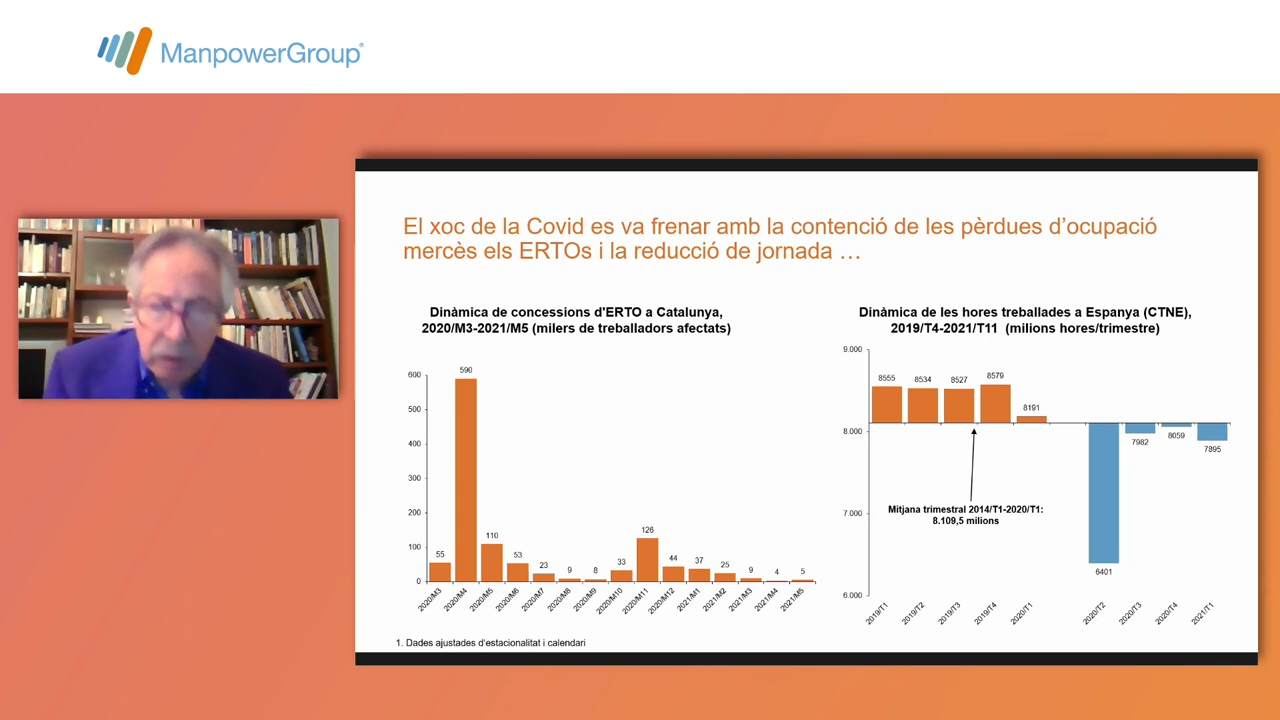 ManpowerGroup®
El xoc de la Covid es va frenar amb la contenció de les pèrdues d'ocupació
mercès els ERTOs i la reducció de jornada …
Dinàmica de concessions d'ERTO a Catalunya,
2020/M3-2021/M5 (milers de treballadors afectats)
600
500
400
300
200
100
0
55
590
110
53
23
9
8
33
126
44
37
25
9
4
5
2020/M3
2020/M4
2020/M5
2020/M6
2020/M7
2020/M8
2020/M9
2020/M10
2020/M11
2020/M12
2021/M1
2021/M2
2021/M3
2021/M4
2021/M5
1. Dades ajustades d'estacionalitat i calendari
Dinàmica de les hores treballades a Espanya (CTNE),
2019/T4-2021/T11 (milions hores/trimestre)
9.000
8.000
7.000
6.000
8555
8534
8527
8579
8191
6401
7982
8059
7895
Mitjana trimestral 2014/T1-2020/T1:
8.109,5 milions
2019/T1
2019/T2
2019/T3
2019/T4
2020/T1
2020/T2
2020/T3
2020/T4
2021/T1